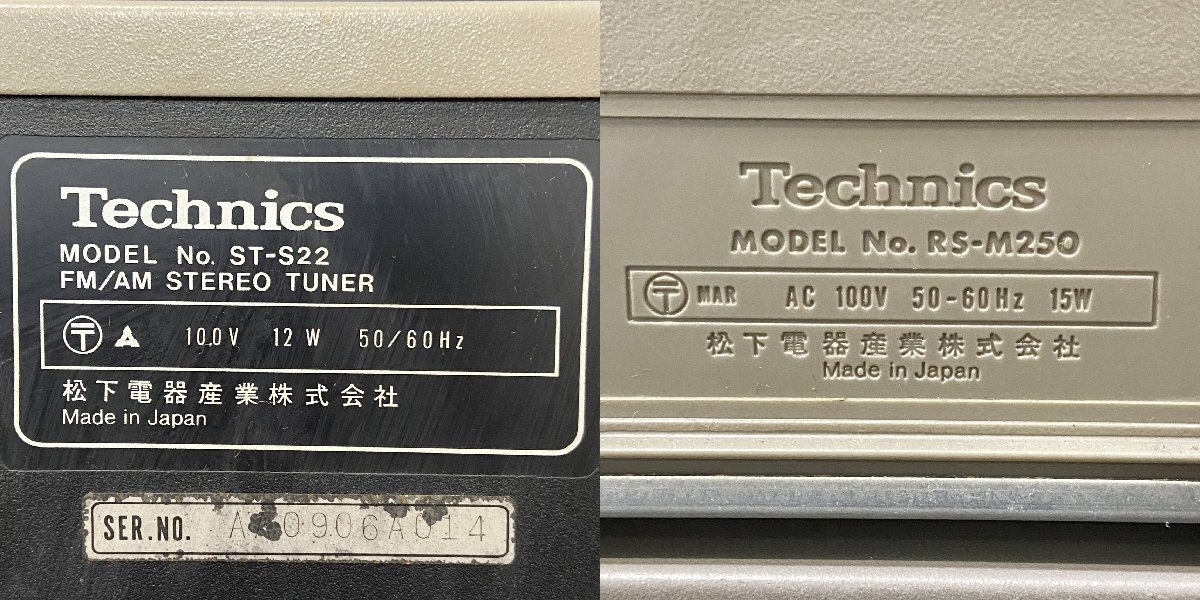 Technics
MODEL No. ST-S22
FM/AM STEREO TUNER
〒 100V 12W 50/60Hz
松下電器産業株式会社
Made in Japan
SER.NO.
Technics
MODEL No. RS-M250
〒 MAR AC 100V 50-60Hz 15W
松下電器産業株式会社
Made in Japan